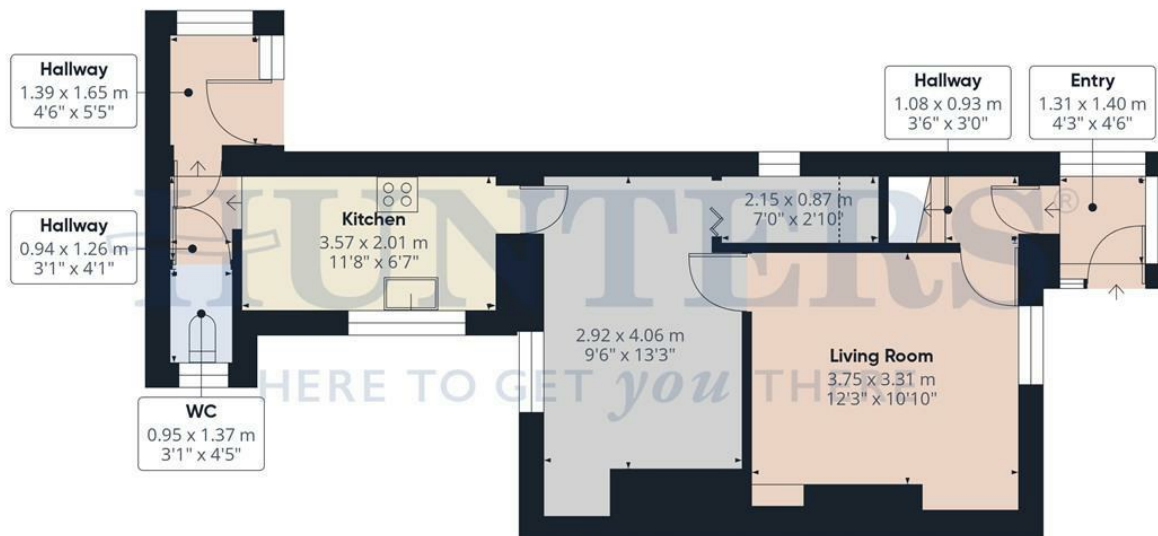 Hallway
1.39 x 1.65 m
4'6" x 5'5"
Hallway
1.08 x 0.93 m
3'6" x 3'0"
Entry
1.31 x 1.40 m
4'3" x 4'6"
Hallway
0.94 x 1.26 m
3'1" x 4'1"
Kitchen
3.57 x 2.01 m
11'8" x 6'7"
2.15 x 0.87 m
7'0" x 2'10"
HUNTERS®
HERE TO GET you THERE
2.92 x 4.06 m
9'6" x 13'3"
Living Room
3.75 x 3.31 m
12'3" x 10'10"
WC
0.95 x 1.37 m
3'1" x 4'5"